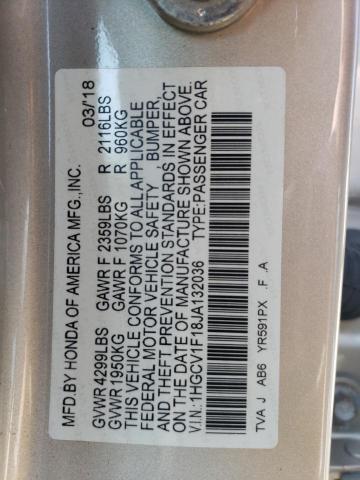 MFD.BY HONDA OF AMERICA MFG.,INC. 03/18
GVWR 4299LBS GAWR F 2359LBS R 2116LBS
GVWR 1950KG GAWR F 1070KG R 960KG
THIS VEHICLE CONFORMS TO ALL APPLICABLE
FEDERAL MOTOR VEHICLE SAFETY , BUMPER,
AND THEFT PREVENTION STANDARDS IN EFFECT
ON THE DATE OF MANUFACTURE SHOWN ABOVE.
V.I.N.:1HGCV1F18JA132036 TYPE:PASSENGER CAR
TVA J AB6 YR591PX .F .A